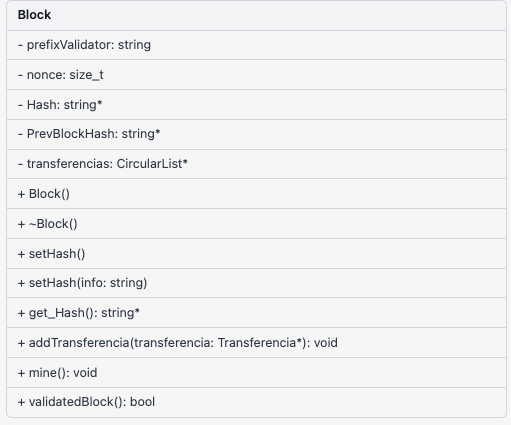 Block
- prefixValidator: string
- nonce: size_t
- Hash: string*
- PrevBlockHash: string*
- transferencias: CircularList*
+ Block()
+ ~Block()
+ setHash()
+ setHash(info: string)
+ get_Hash(): string*
+ addTransferencia(transferencia: Transferencia*): void
+ mine(): void
+ validatedBlock(): bool